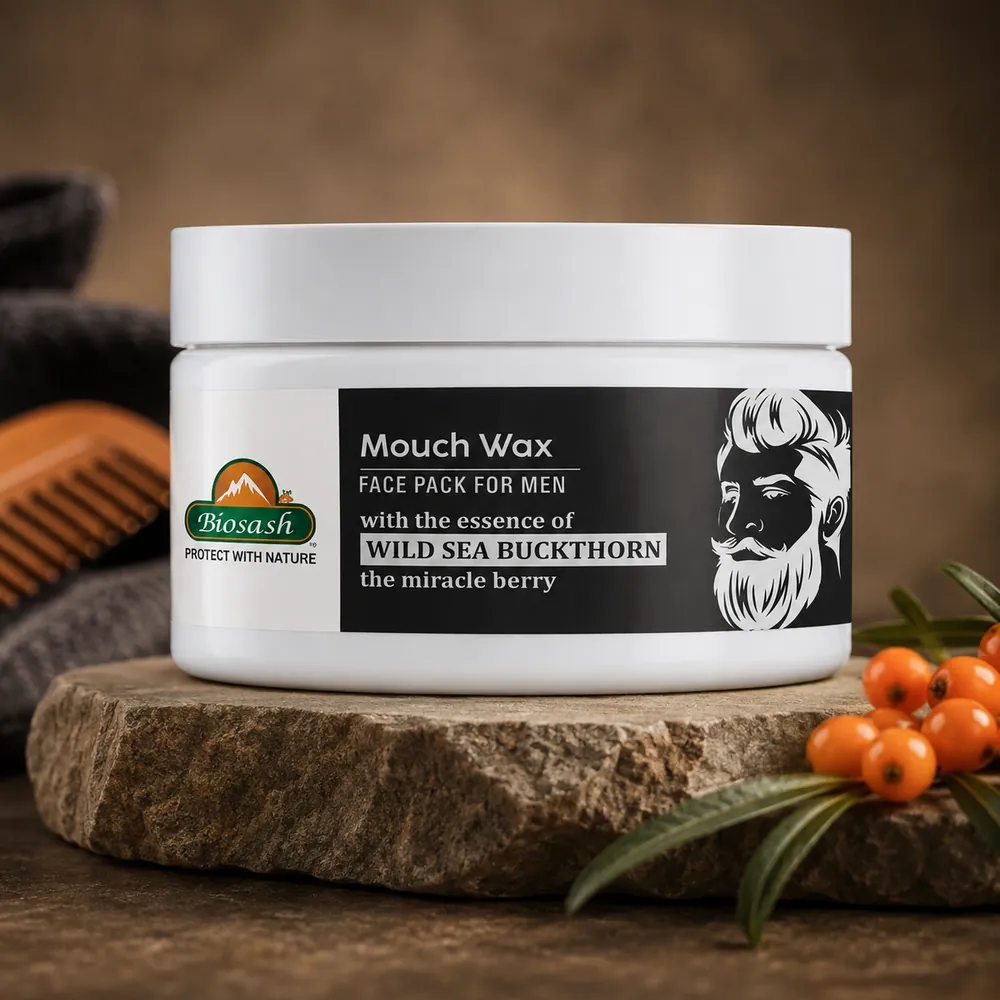 Biosash
PROTECT WITH NATURE
Mouch Wax
FACE PACK FOR MEN
with the essence of
WILD SEA BUCKTHORN
the miracle berry